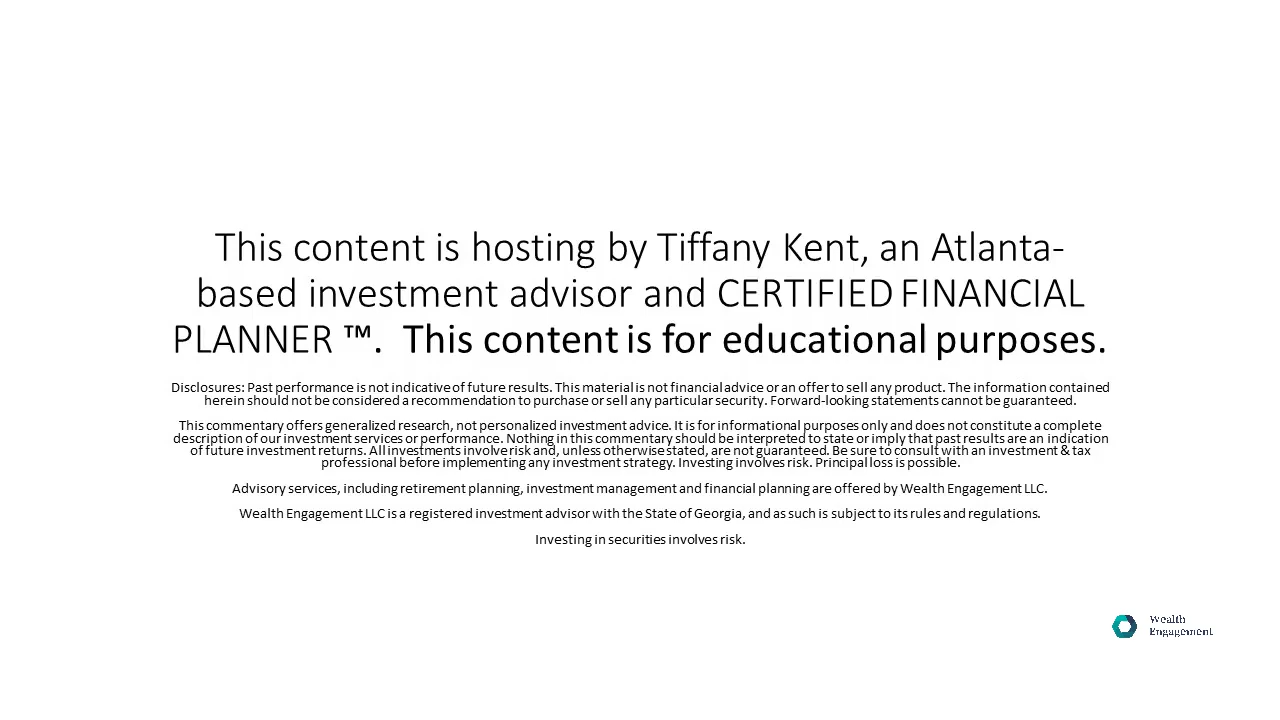 This content is hosting by Tiffany Kent, an Atlanta-
based investment advisor and CERTIFIED FINANCIAL
PLANNER ™. This content is for educational purposes.
Disclosures: Past performance is not indicative of future results. This material is not financial advice or an offer to sell any product. The information contained
herein should not be considered a recommendation to purchase or sell any particular security. Forward-looking statements cannot be guaranteed.
This commentary offers generalized research, not personalized investment advice. It is for informational purposes only and does not constitute a complete
description of our investment services or performance. Nothing in this commentary should be interpreted to state or imply that past results are an indication
of future investment returns. All investments involve risk and, unless otherwise stated, are not guaranteed. Be sure to consult with an investment & tax
professional before implementing any investment strategy. Investing involves risk. Principal loss is possible.
Advisory services, including retirement planning, investment management and financial planning are offered by Wealth Engagement LLC.
Wealth Engagement LLC is a registered investment advisor with the State of Georgia, and as such is subject to its rules and regulations.
Investing in securities involves risk.
Wealth
Engagement